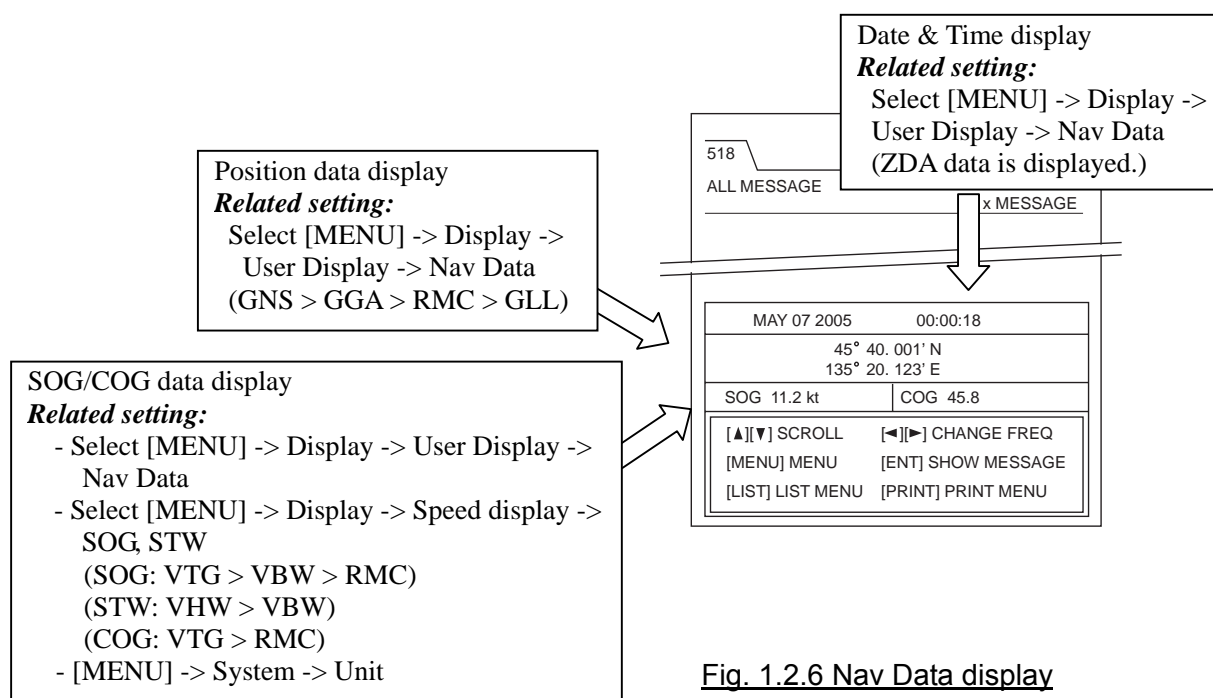 Date & Time display
Related setting:
Select [MENU] -> Display ->
User Display -> Nav Data
(ZDA data is displayed.)
Position data display
Related setting:
Select [MENU] -> Display ->
User Display -> Nav Data
(GNS > GGA > RMC > GLL)
SOG/COG data display
Related setting:
- Select [MENU] -> Display -> User Display ->
Nav Data
- Select [MENU] -> Display -> Speed display ->
SOG, STW
(SOG: VTG > VBW > RMC)
(STW: VHW > VBW)
(COG: VTG > RMC)
- [MENU] -> System -> Unit
518
ALL MESSAGE
x MESSAGE
MAY 07 2005 00:00:18
45° 40. 001' N
135° 20. 123' E
SOG 11.2 kt COG 45.8
[▲][▼] SCROLL [◄][►] CHANGE FREQ
[MENU] MENU [ENT] SHOW MESSAGE
[LIST] LIST MENU [PRINT] PRINT MENU
Fig. 1.2.6 Nav Data display